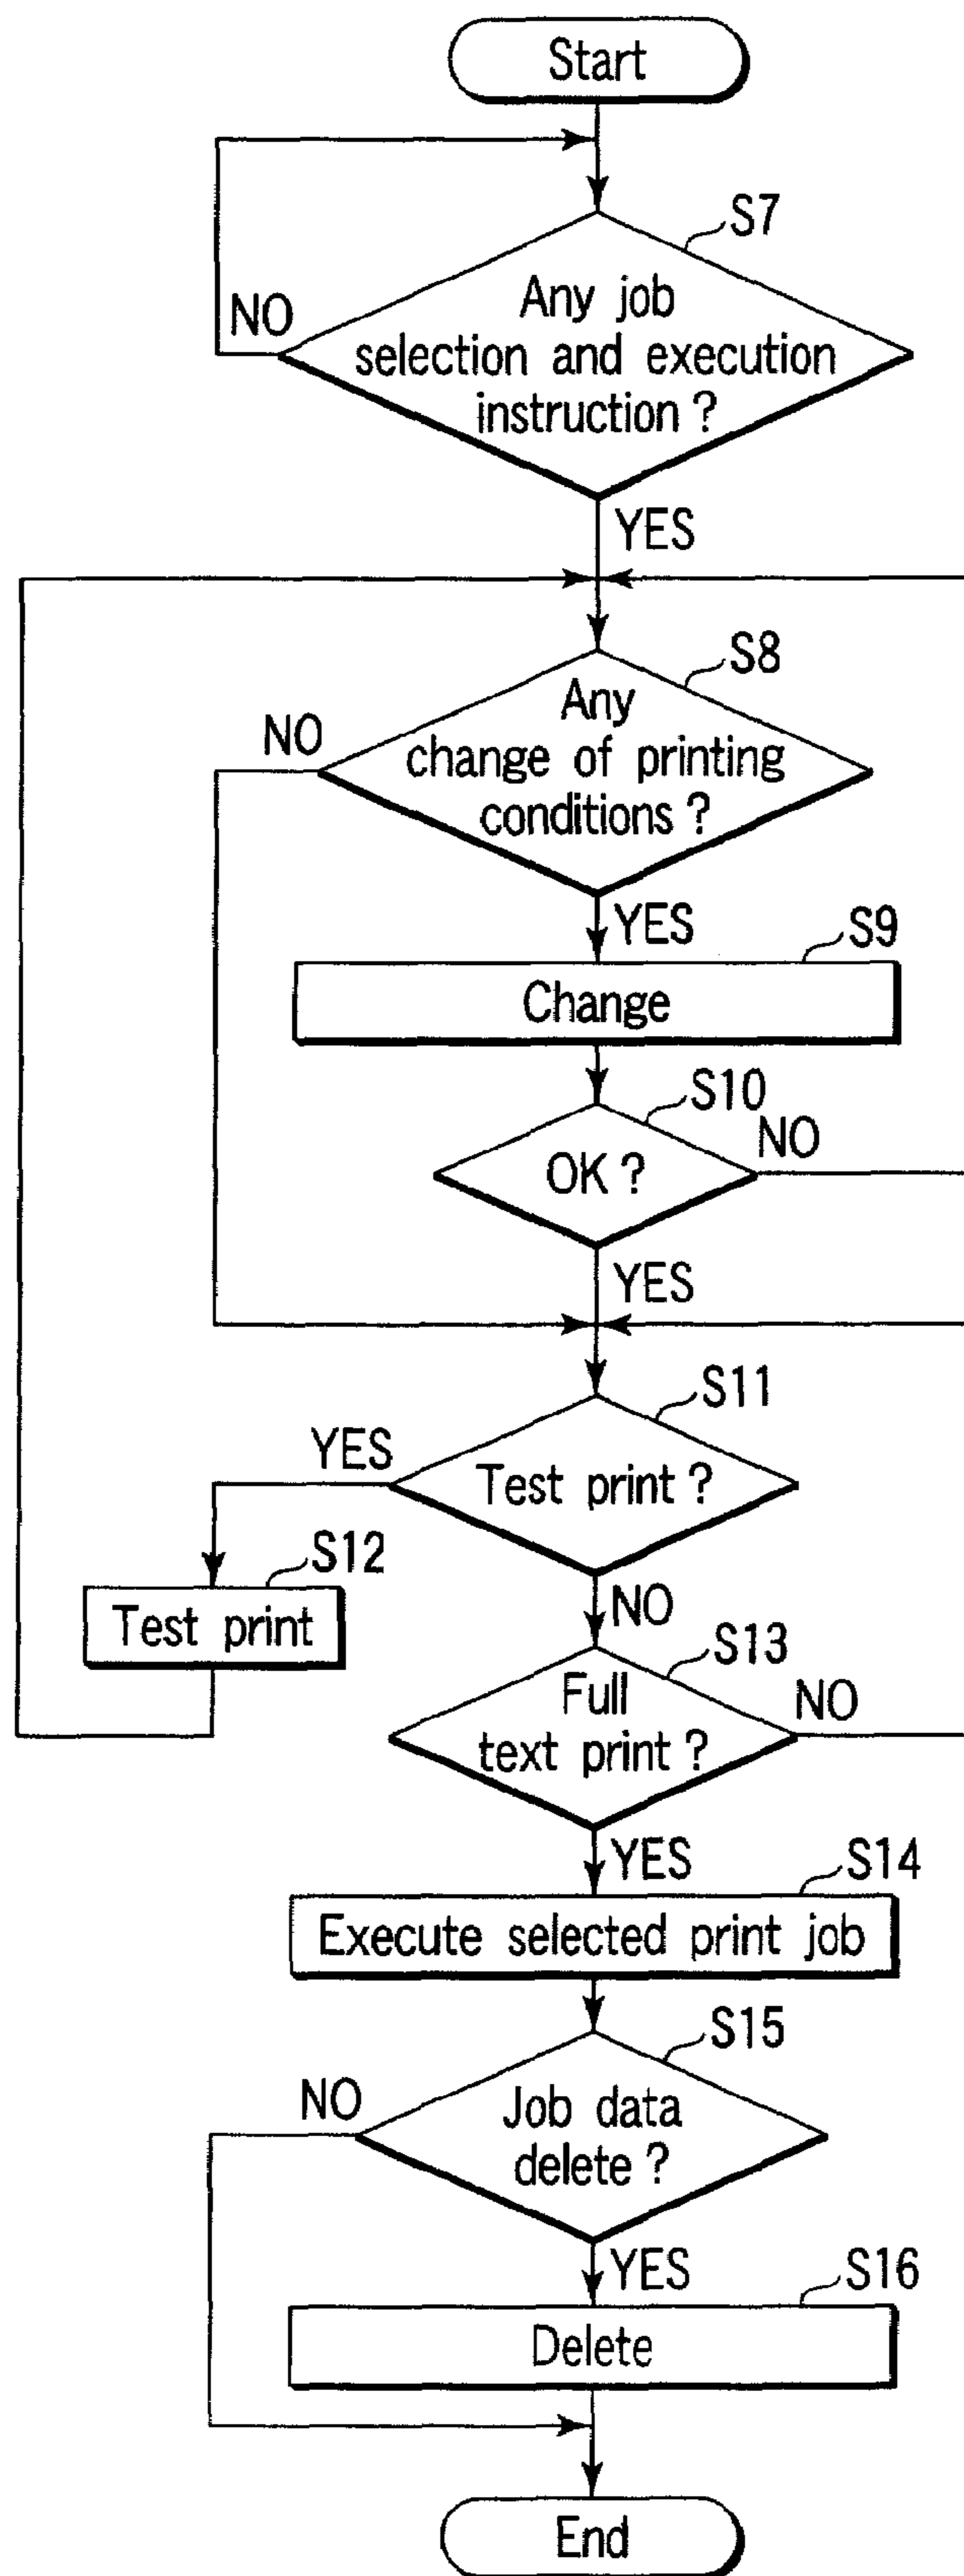 Start
S7
NO
Any job
selection and execution
instruction ?
YES
S8
NO
Any
change of printing
conditions ?
YES
S9
Change
S10
NO
OK ?
YES
S11
YES
Test print ?
S12
Test print
NO
S13
Full
text print ?
NO
YES
S14
Execute selected print job
S15
NO
Job data
delete ?
YES
S16
Delete
End